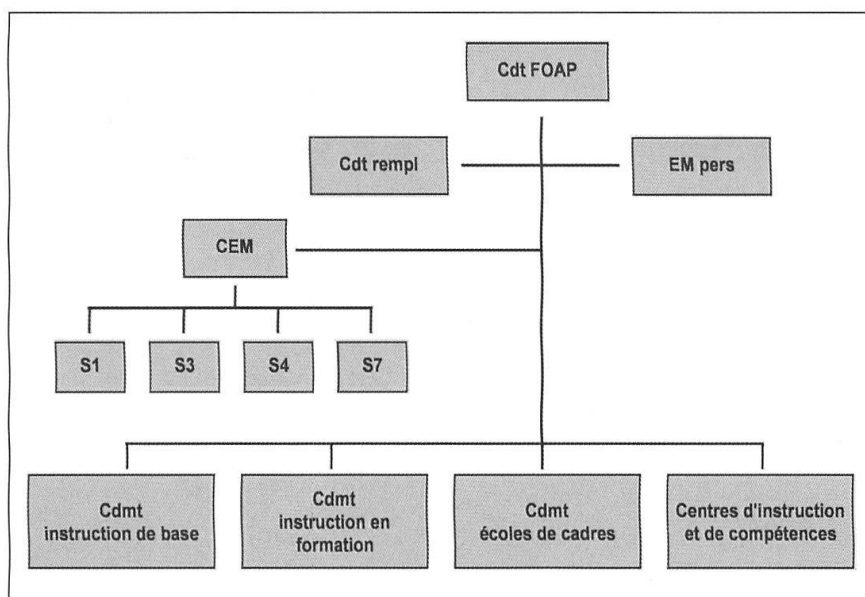 Cdt FOAP
Cdt rempl
EM pers
CEM
S1
S3
S4
S7
Cdmt
instruction de base
Cdmt
instruction en
formation
Cdmt
écoles de cadres
Centres d'instruction
et de compétences